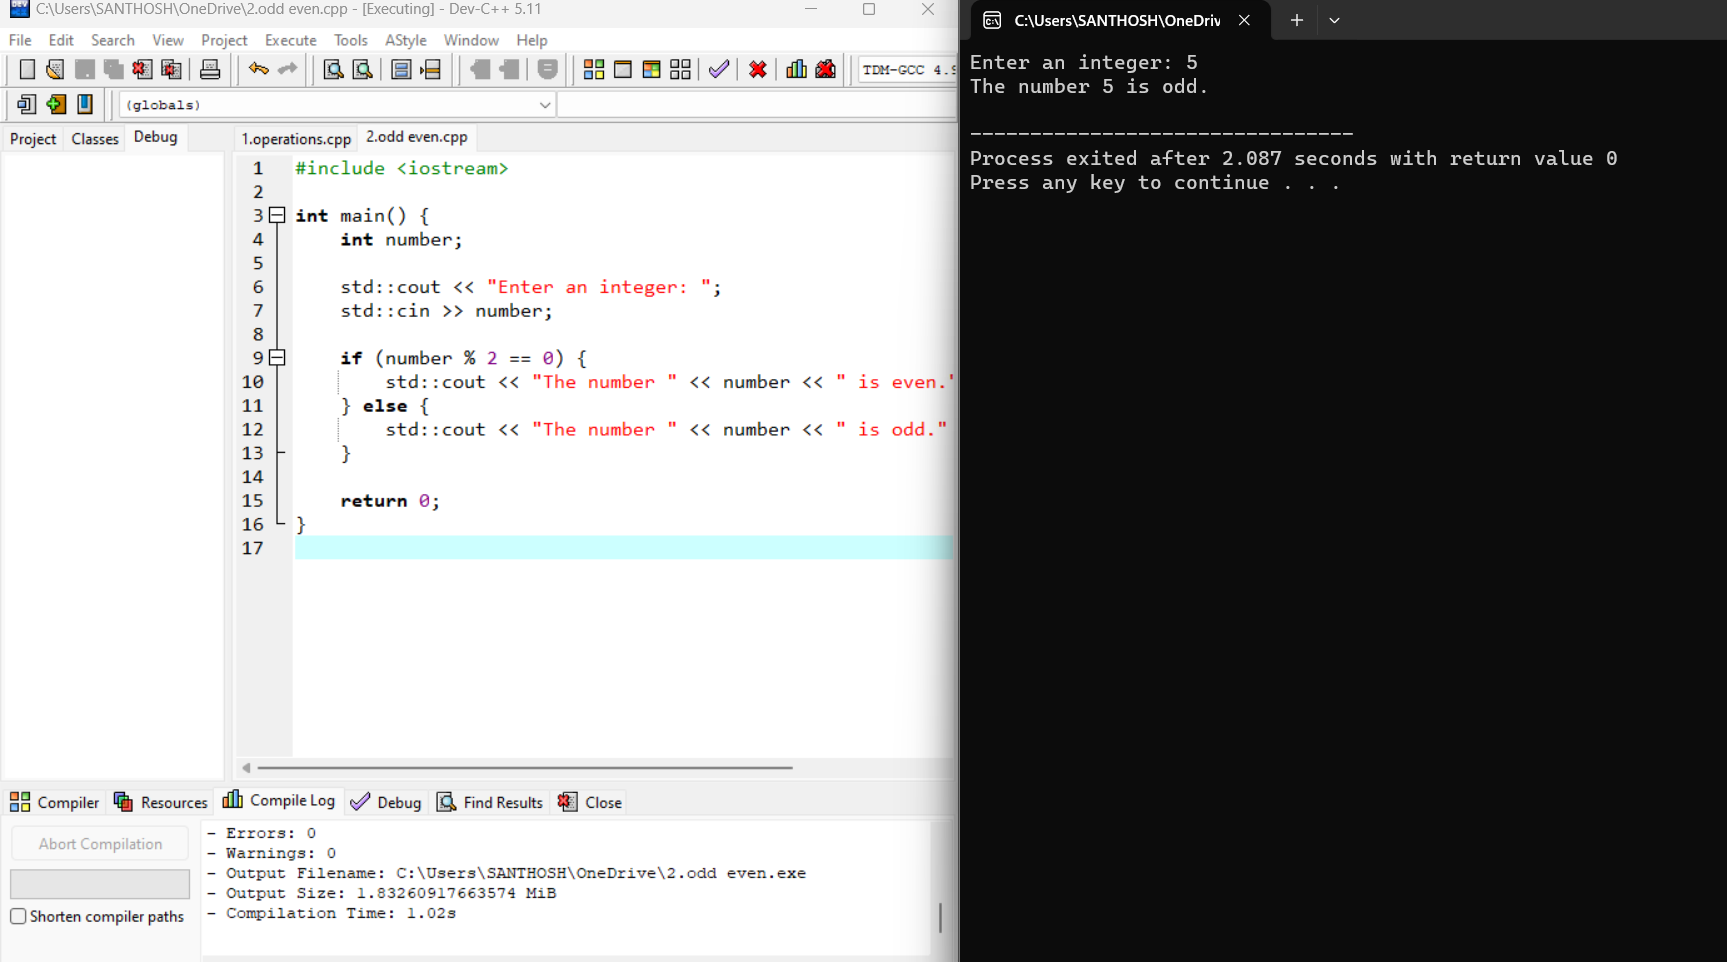 C:\Users\SANTHOSH\OneDrive\2.odd even.cpp - [Executing] - Dev-C++ 5.11
File Edit Search View Project Execute Tools AStyle Window Help
TDM-GCC 4.9
(globals)
Project Classes Debug
1.operations.cpp 2.odd even.cpp
1 #include <iostream>
2
3 int main() {
4     int number;
5
6     std::cout << "Enter an integer: ";
7     std::cin >> number;
8
9     if (number % 2 == 0) {
10         std::cout << "The number " << number << " is even."
11     } else {
12         std::cout << "The number " << number << " is odd."
13     }
14
15     return 0;
16 }
17
Compiler Resources Compile Log Debug Find Results Close
Abort Compilation
Shorten compiler paths
- Errors: 0
- Warnings: 0
- Output Filename: C:\Users\SANTHOSH\OneDrive\2.odd even.exe
- Output Size: 1.83260917663574 MiB
- Compilation Time: 1.02s
C:\Users\SANTHOSH\OneDriv
Enter an integer: 5
The number 5 is odd.
--------------------------------
Process exited after 2.087 seconds with return value 0
Press any key to continue . . .